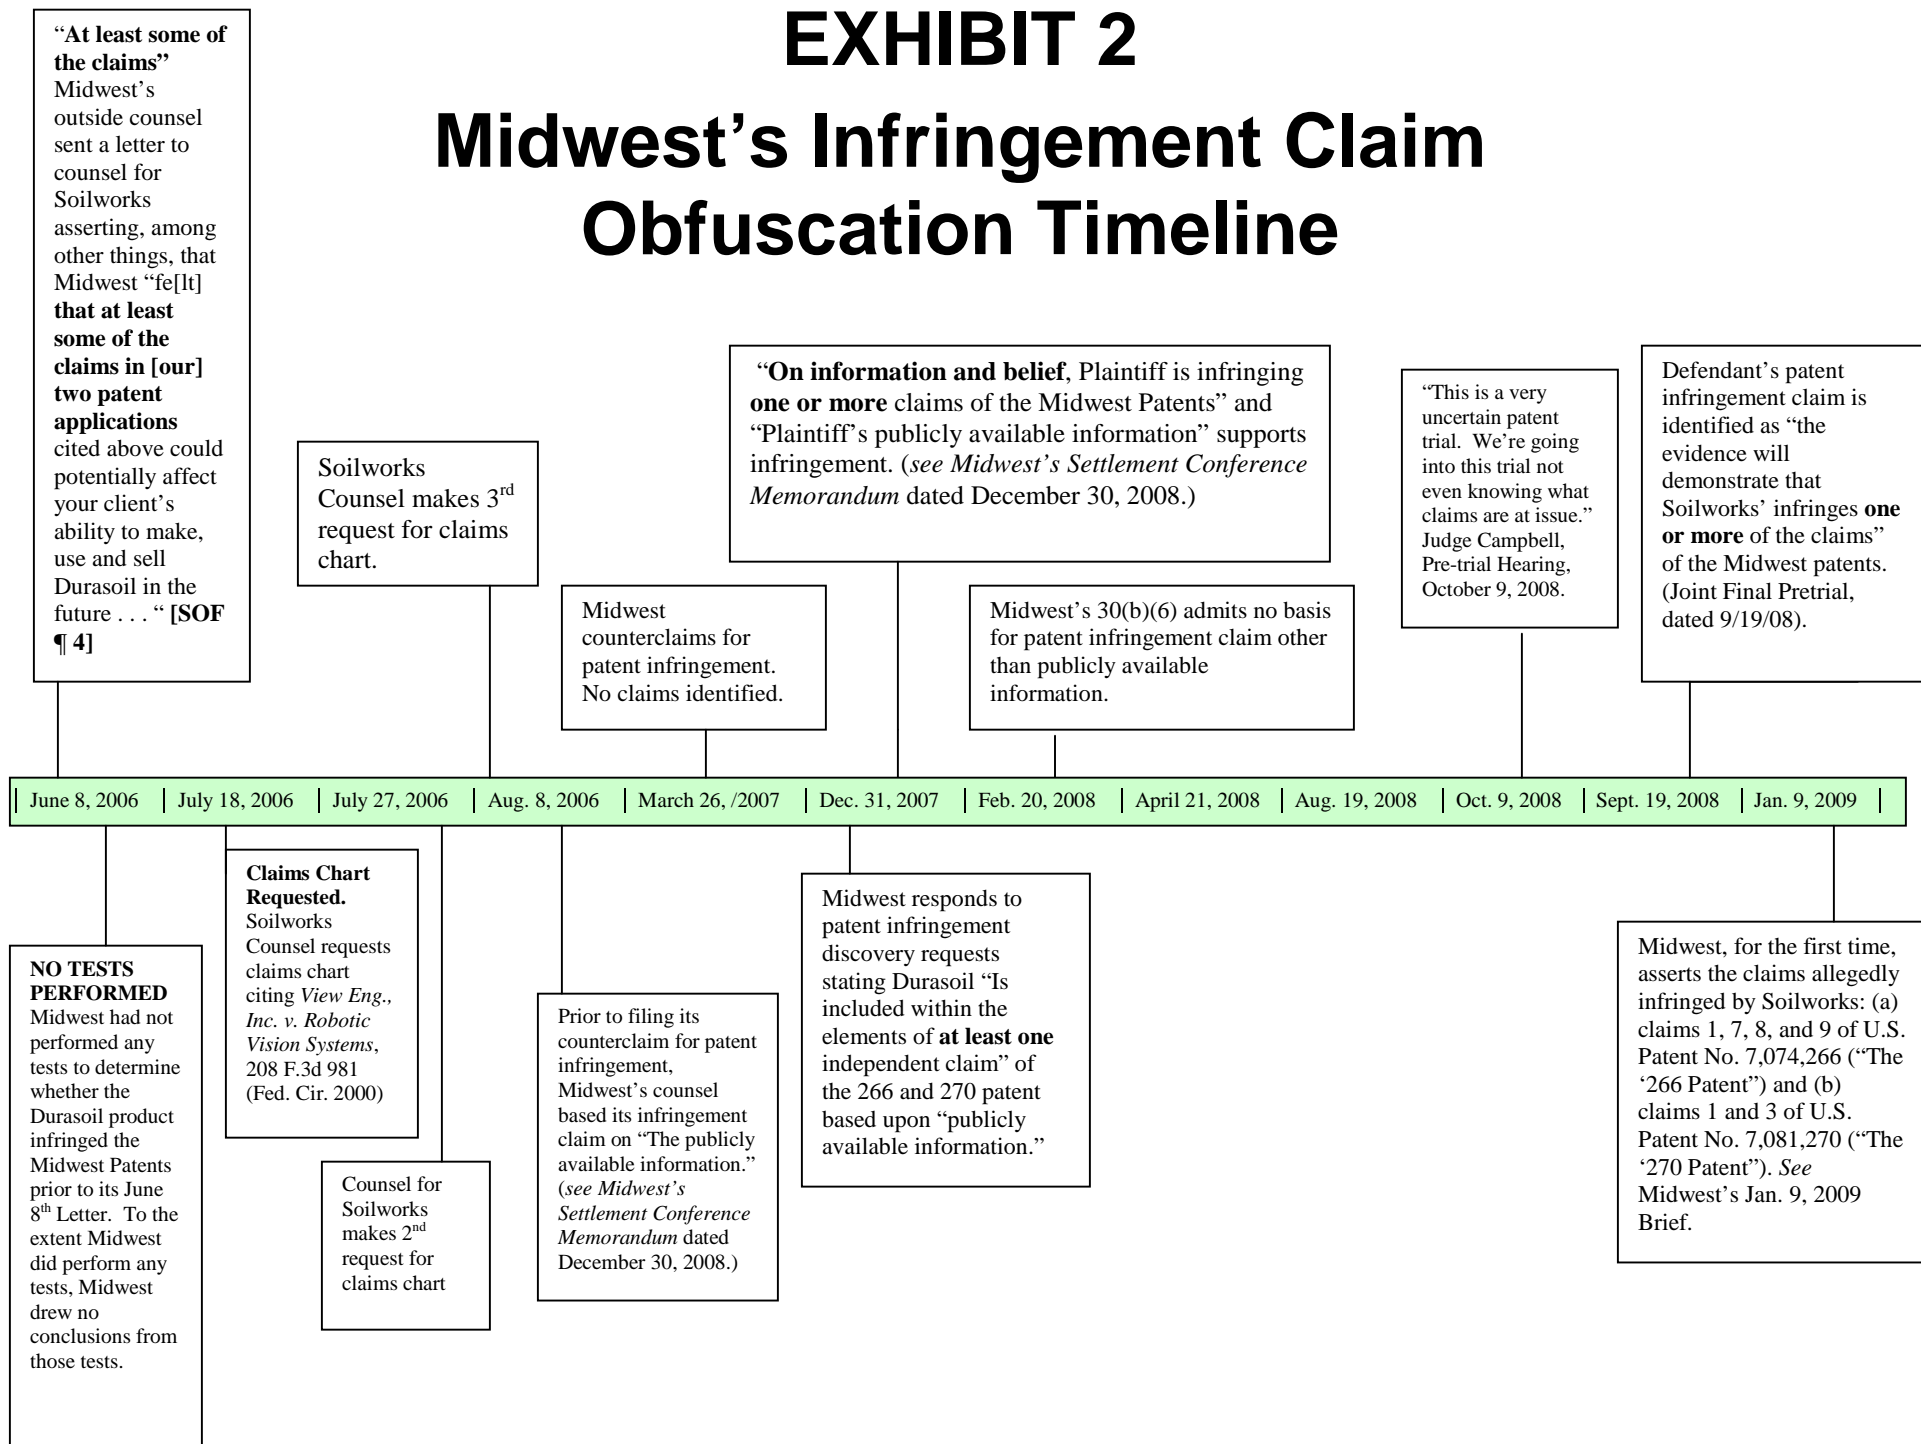 EXHIBIT 2
Midwest’s Infringement Claim
Obfuscation Timeline
“At least some of
the claims”
Midwest’s
outside counsel
sent a letter to
counsel for
Soilworks
asserting, among
other things, that
Midwest “fe[lt]
that at least
some of the
claims in [our]
two patent
applications
cited above could
potentially affect
your client’s
ability to make,
use and sell
Durasoil in the
future . . . “ [SOF
¶ 4]
Soilworks
Counsel makes 3rd
request for claims
chart.
Midwest
counterclaims for
patent infringement.
No claims identified.
“On information and belief, Plaintiff is infringing
one or more claims of the Midwest Patents” and
“Plaintiff’s publicly available information” supports
infringement. (see Midwest’s Settlement Conference
Memorandum dated December 30, 2008.)
Midwest’s 30(b)(6) admits no basis
for patent infringement claim other
than publicly available
information.
“This is a very
uncertain patent
trial.  We’re going
into this trial not
even knowing what
claims are at issue.”
Judge Campbell,
Pre-trial Hearing,
October 9, 2008.
Defendant’s patent
infringement claim is
identified as “the
evidence will
demonstrate that
Soilworks’ infringes one
or more of the claims”
of the Midwest patents.
(Joint Final Pretrial,
dated 9/19/08).
| June 8, 2006 | July 18, 2006 | July 27, 2006 | Aug. 8, 2006 | March 26, /2007 | Dec. 31, 2007 | Feb. 20, 2008 | April 21, 2008 | Aug. 19, 2008 | Oct. 9, 2008 | Sept. 19, 2008 | Jan. 9, 2009 |
NO TESTS
PERFORMED
Midwest had not
performed any
tests to determine
whether the
Durasoil product
infringed the
Midwest Patents
prior to its June
8th Letter.  To the
extent Midwest
did perform any
tests, Midwest
drew no
conclusions from
those tests.
Claims Chart
Requested.
Soilworks
Counsel requests
claims chart
citing View Eng.,
Inc. v. Robotic
Vision Systems,
208 F.3d 981
(Fed. Cir. 2000)
Counsel for
Soilworks
makes 2nd
request for
claims chart
Prior to filing its
counterclaim for patent
infringement,
Midwest’s counsel
based its infringement
claim on “The publicly
available information.”
(see Midwest’s
Settlement Conference
Memorandum dated
December 30, 2008.)
Midwest responds to
patent infringement
discovery requests
stating Durasoil “Is
included within the
elements of at least one
independent claim” of
the 266 and 270 patent
based upon “publicly
available information.”
Midwest, for the first time,
asserts the claims allegedly
infringed by Soilworks: (a)
claims 1, 7, 8, and 9 of U.S.
Patent No. 7,074,266 (“The
‘266 Patent”) and (b)
claims 1 and 3 of U.S.
Patent No. 7,081,270 (“The
‘270 Patent”). See
Midwest’s Jan. 9, 2009
Brief.